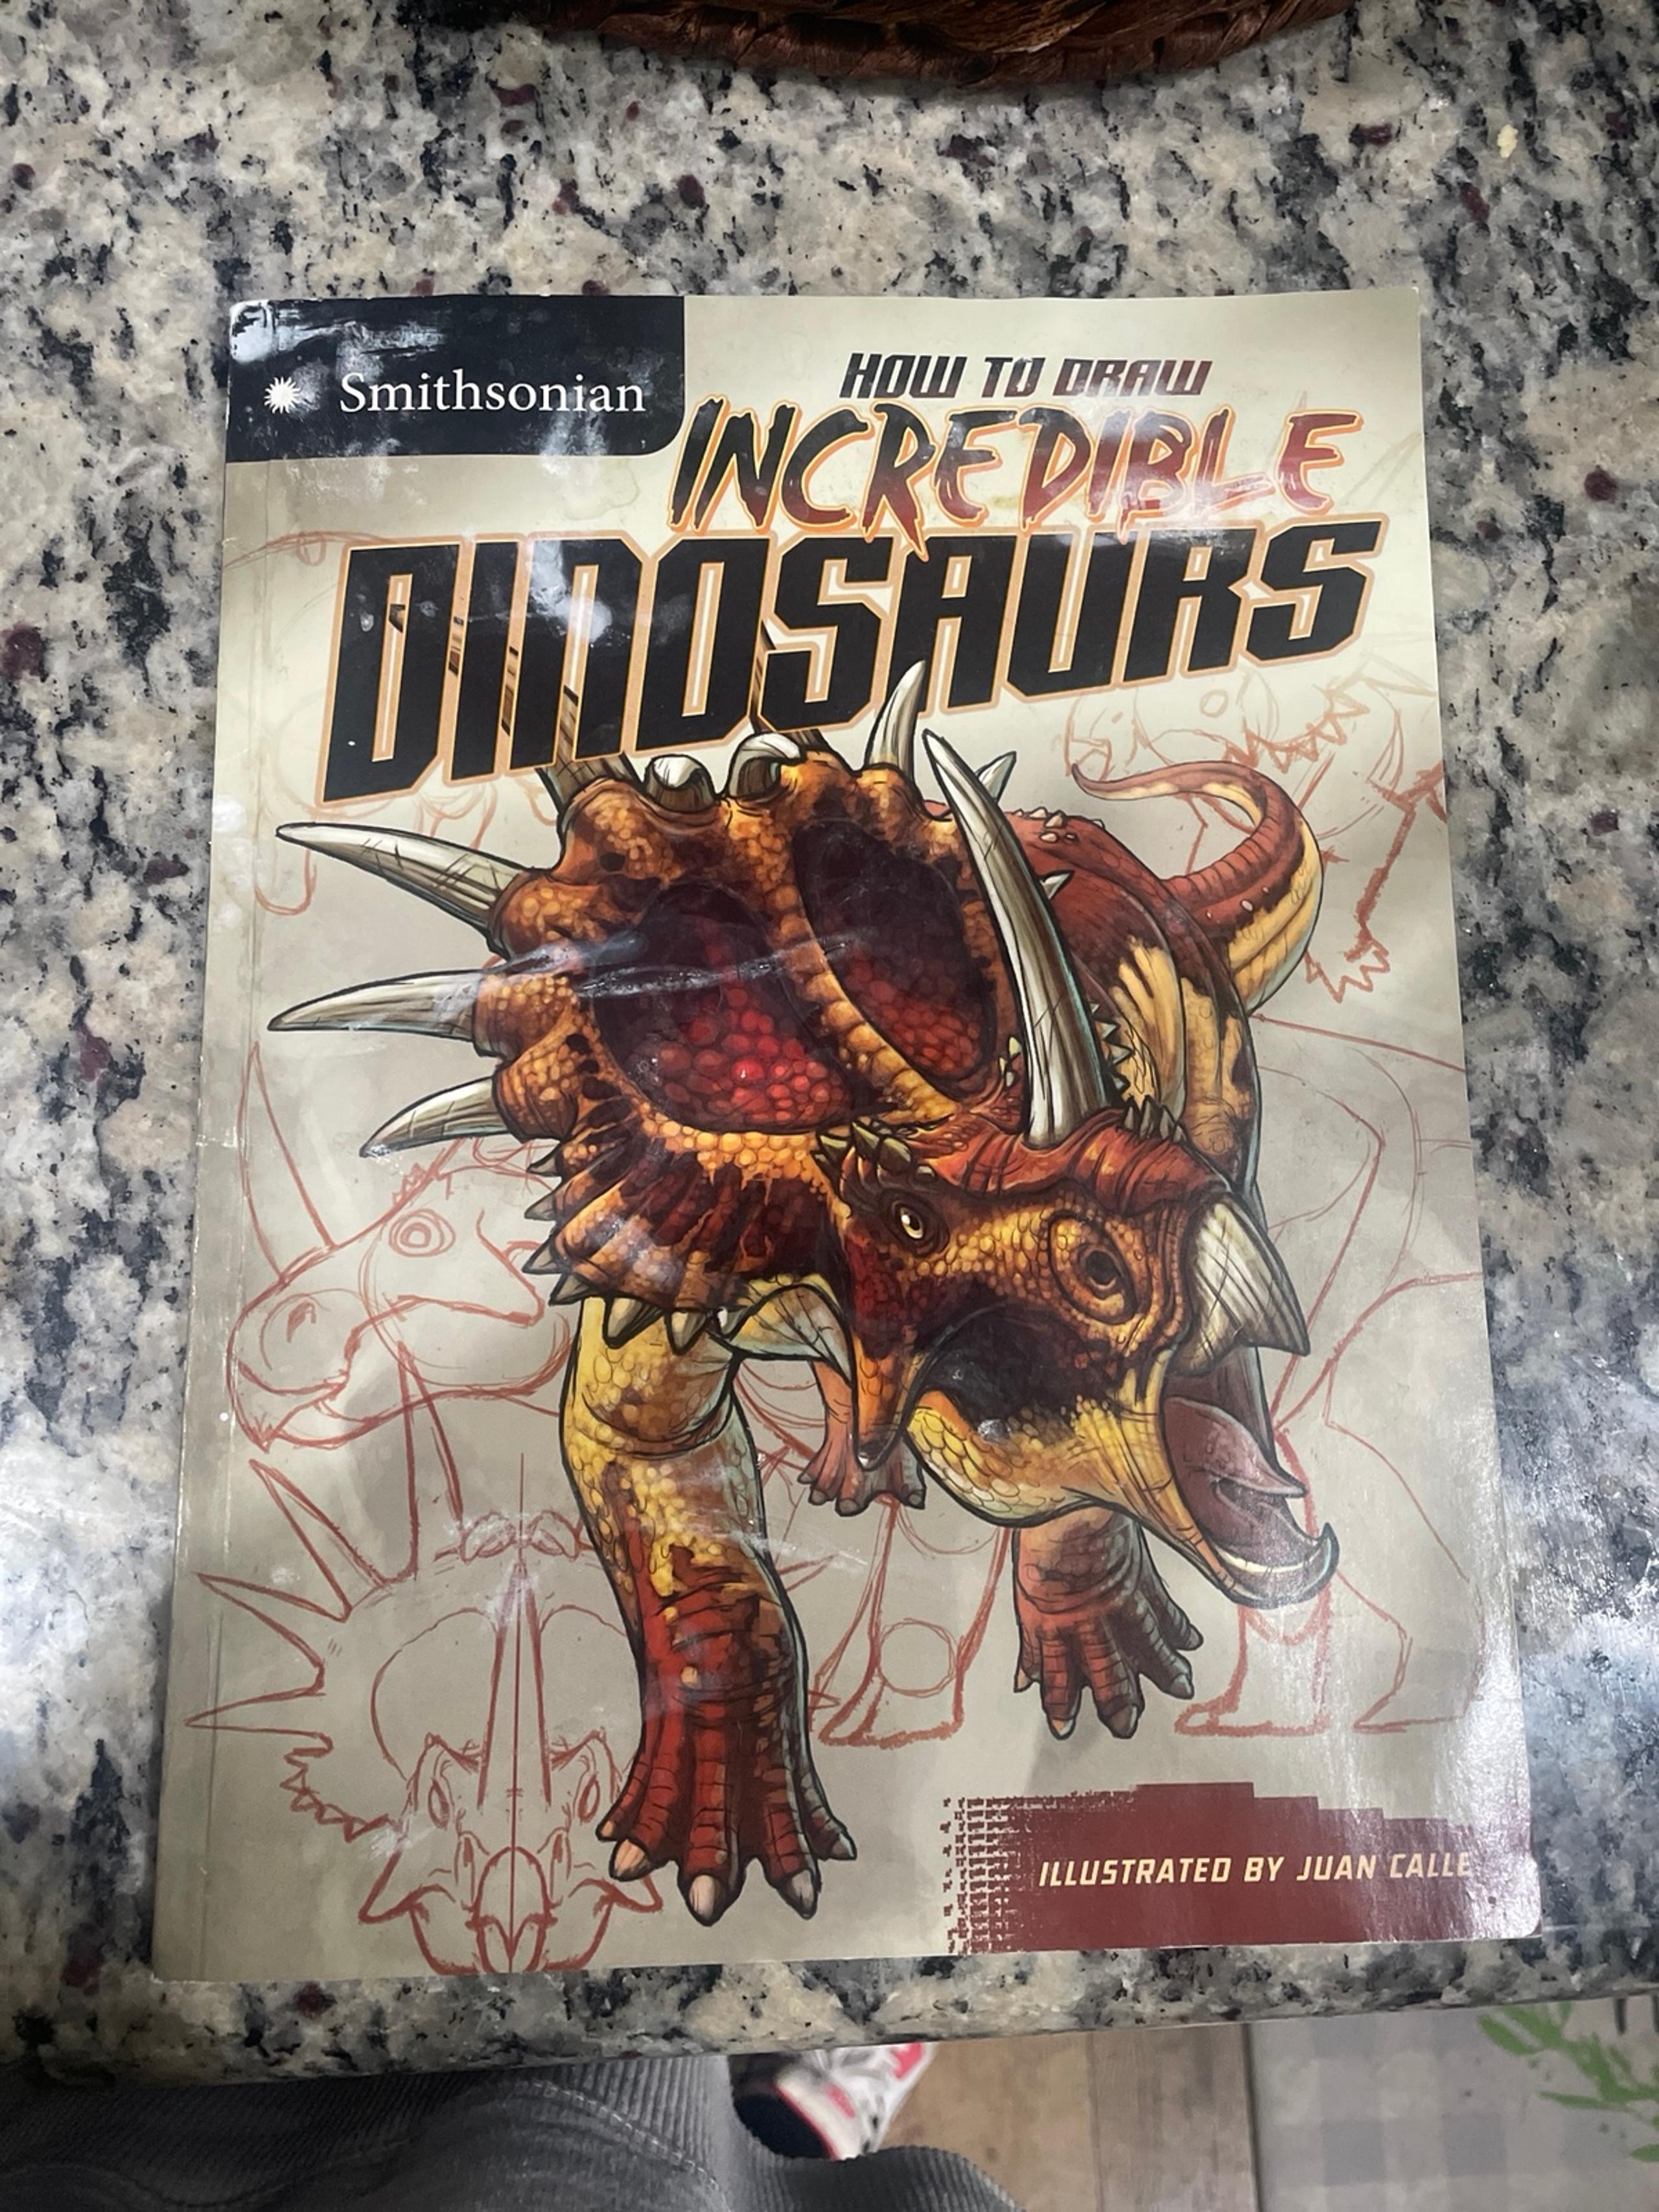 Smithsonian
HOW TO DRAW
INCREDIBLE
DINOSAURS
ILLUSTRATED BY JUAN CALLE